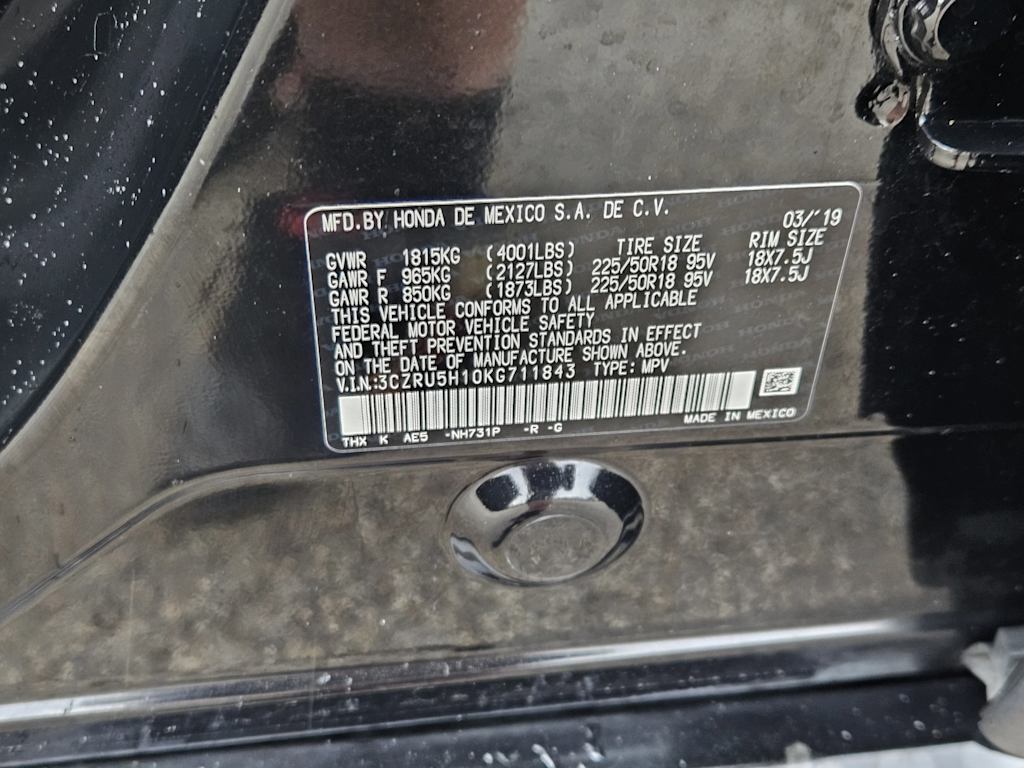 MFD.BY HONDA DE MEXICO S.A. DE C.V. 03/'19
GVWR 1815KG (4001LBS) TIRE SIZE RIM SIZE
GAWR F 965KG (2127LBS) 225/50R18 95V 18X7.5J
GAWR R 850KG (1873LBS) 225/50R18 95V 18X7.5J
THIS VEHICLE CONFORMS TO ALL APPLICABLE
FEDERAL MOTOR VEHICLE SAFETY
AND THEFT PREVENTION STANDARDS IN EFFECT
ON THE DATE OF MANUFACTURE SHOWN ABOVE.
V.I.N.:3CZRU5H10KG711843 TYPE: MPV
MADE IN MEXICO
THX K AE5 -NH731P -R -G